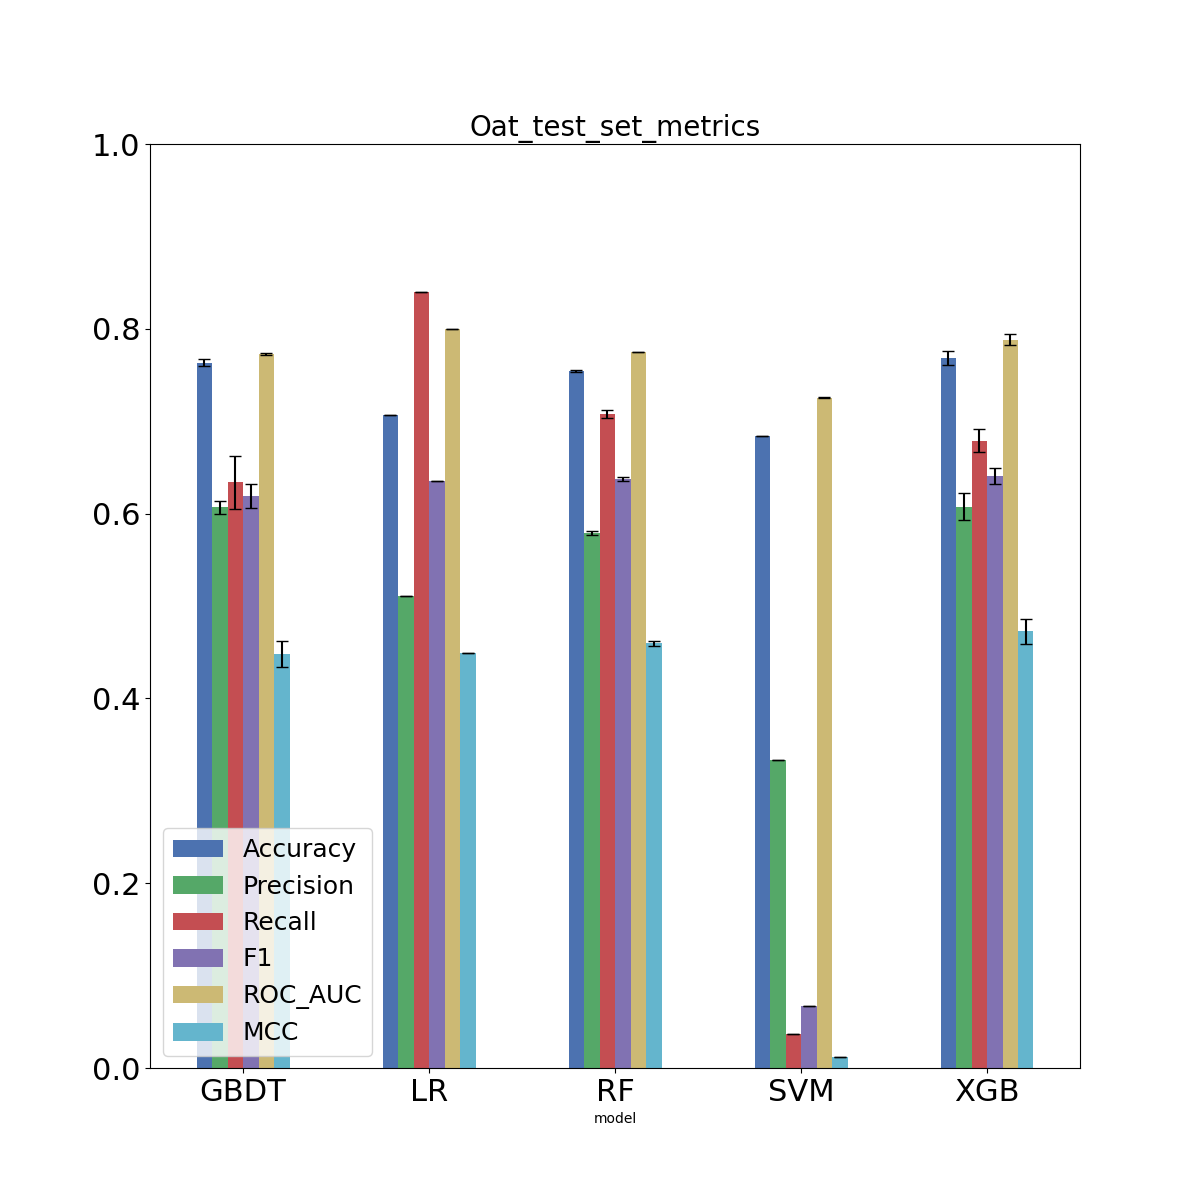 Oat_test_set_metrics
1.0
0.8
0.6
0.4
0.2
0.0
Accuracy
Precision
Recall
F1
ROC_AUC
MCC
GBDT LR RF SVM XGB
model